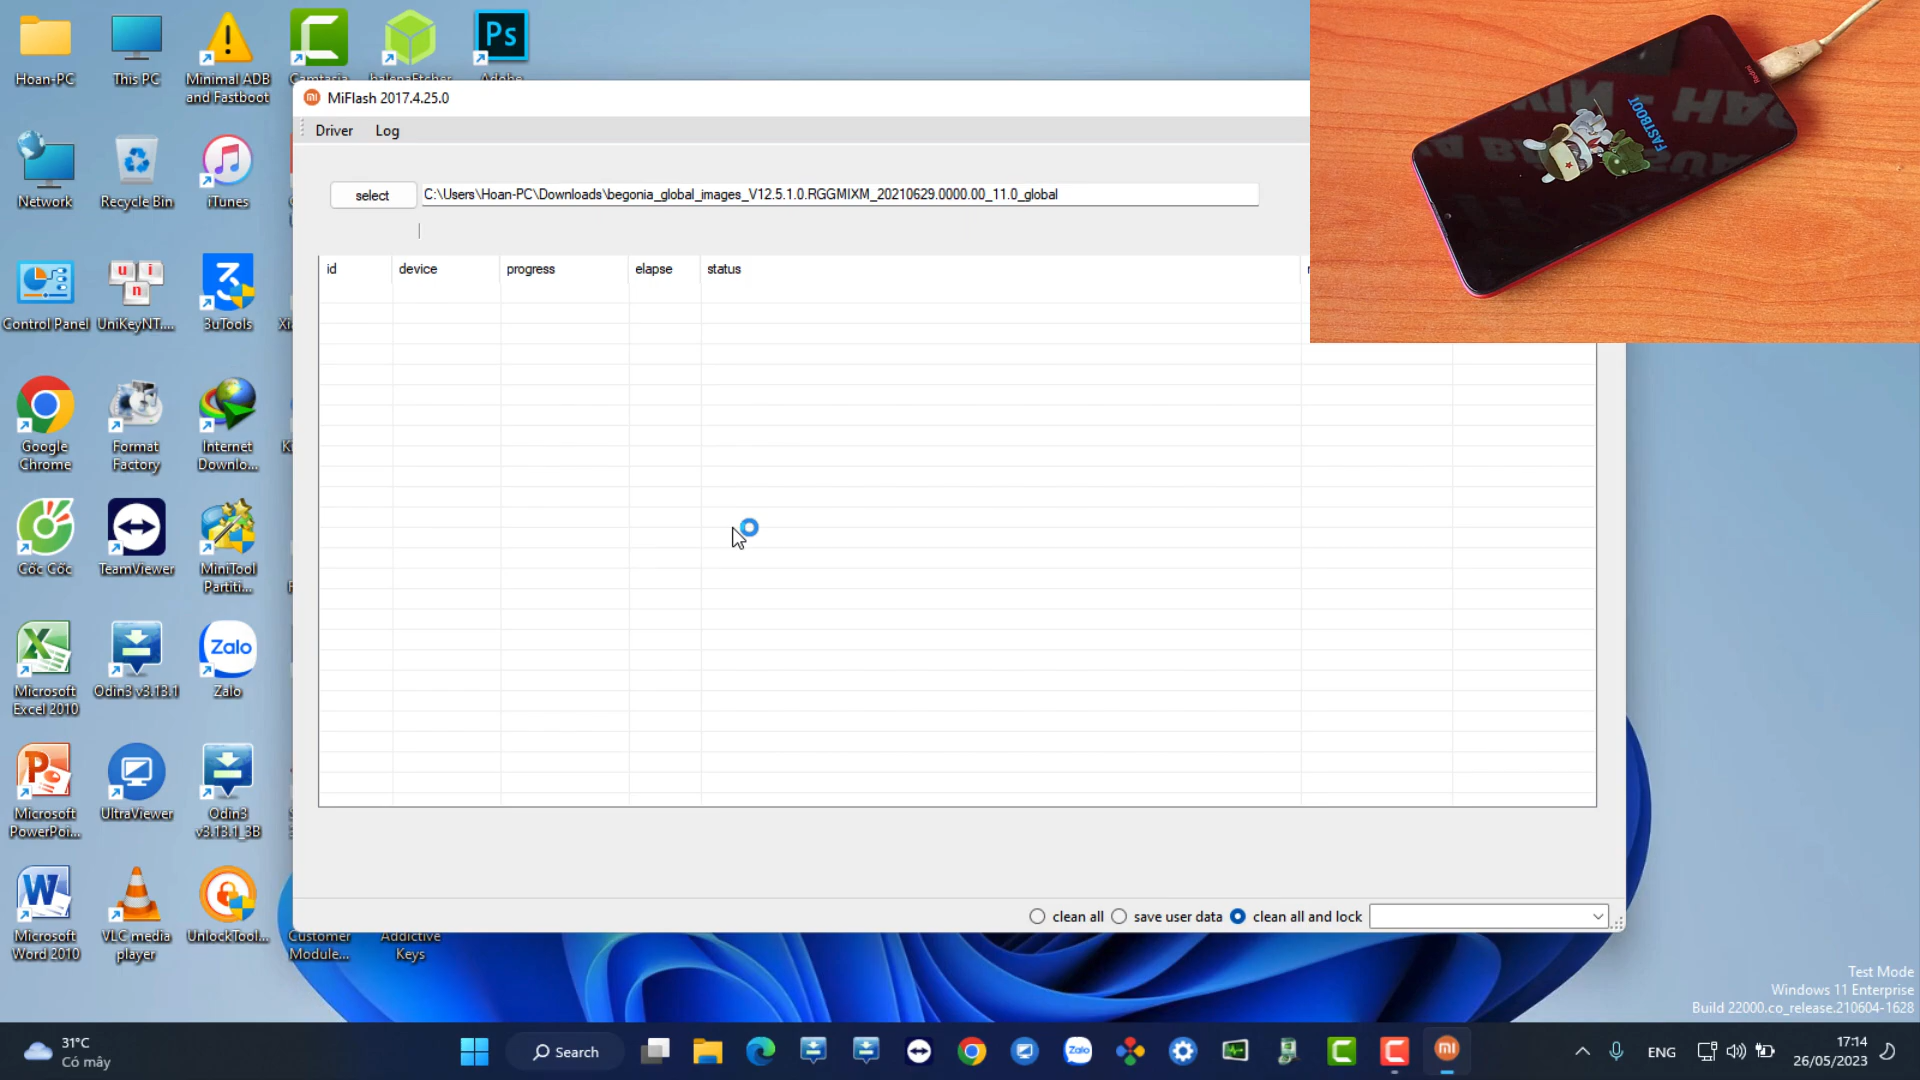 Hoan-PC
This PC
Minimal ADB
and Fastboot
Camtasia
balenaEtcher
Ps
Adobe
Network
Recycle Bin
iTunes
Control Panel
u i
n
UniKeyNT....
3uTools
Google
Chrome
Format
Factory
Internet
Downlo...
Cốc Cốc
TeamViewer
MiniTool
Partiti...
Microsoft
Excel 2010
Odin3 v3.13.1
Zalo
Zalo
Microsoft
PowerPoi...
UltraViewer
Odin3
v3.13.1_3B
Microsoft
Word 2010
VLC media
player
UnlockTool...
Customer
Module...
Addictive
Keys
MiFlash 2017.4.25.0
Driver
Log
select
C:\Users\Hoan-PC\Downloads\begonia_global_images_V12.5.1.0.RGGMIXM_20210629.0000.00_11.0_global
id
device
progress
elapse
status
clean all
save user data
clean all and lock
Redmi
FASTBOOT
Test Mode
Windows 11 Enterprise
Build 22000.co_release.210604-1628
31°C
Có mây
Search
Zalo
ENG
17:14
26/05/2023